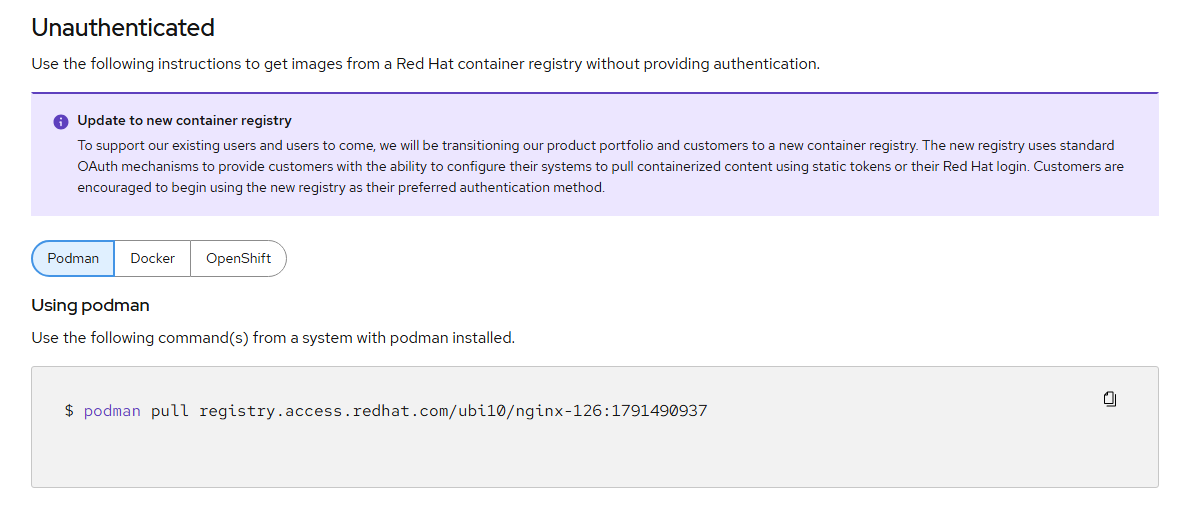 Unauthenticated
Use the following instructions to get images from a Red Hat container registry without providing authentication.
Update to new container registry
To support our existing users and users to come, we will be transitioning our product portfolio and customers to a new container registry. The new registry uses standard
OAuth mechanisms to provide customers with the ability to configure their systems to pull containerized content using static tokens or their Red Hat login. Customers are
encouraged to begin using the new registry as their preferred authentication method.
Podman Docker OpenShift
Using podman
Use the following command(s) from a system with podman installed.
$ podman pull registry.access.redhat.com/ubi10/nginx-126:1791490937